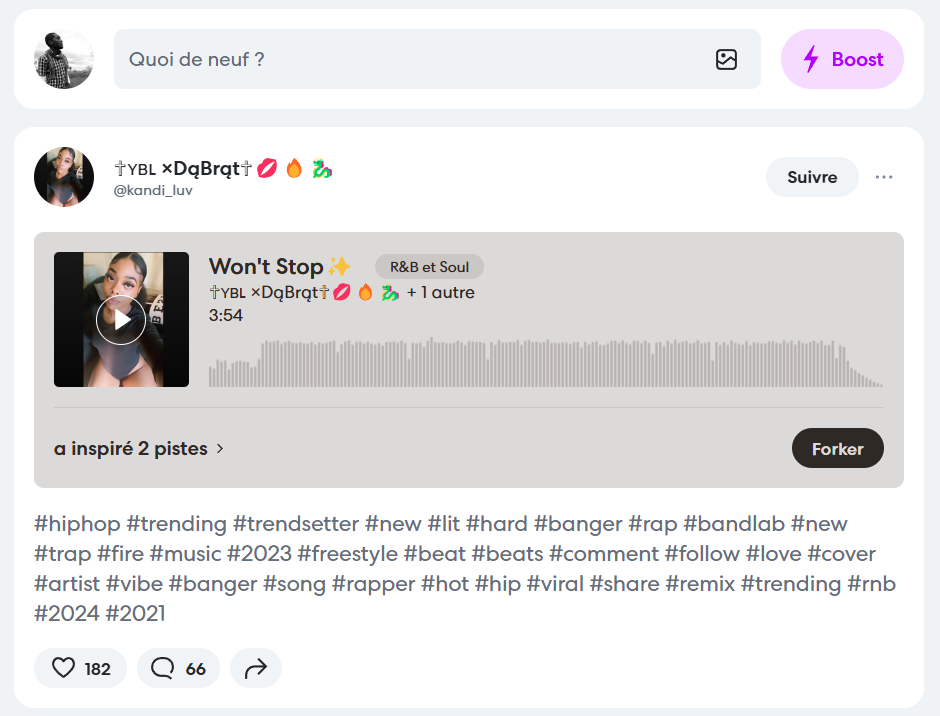 Quoi de neuf ?
Boost
✝YBL ×DąBrąt✝💋 🔥 🐉
@kandi_luv
Suivre
Won't Stop✨
R&B et Soul
✝YBL ×DąBrąt✝💋 🔥 🐉 + 1 autre
3:54
a inspiré 2 pistes
Forker
#hiphop #trending #trendsetter #new #lit #hard #banger #rap #bandlab #new
#trap #fire #music #2023 #freestyle #beat #beats #comment #follow #love #cover
#artist #vibe #banger #song #rapper #hot #hip #viral #share #remix #trending #rnb
#2024 #2021
182
66